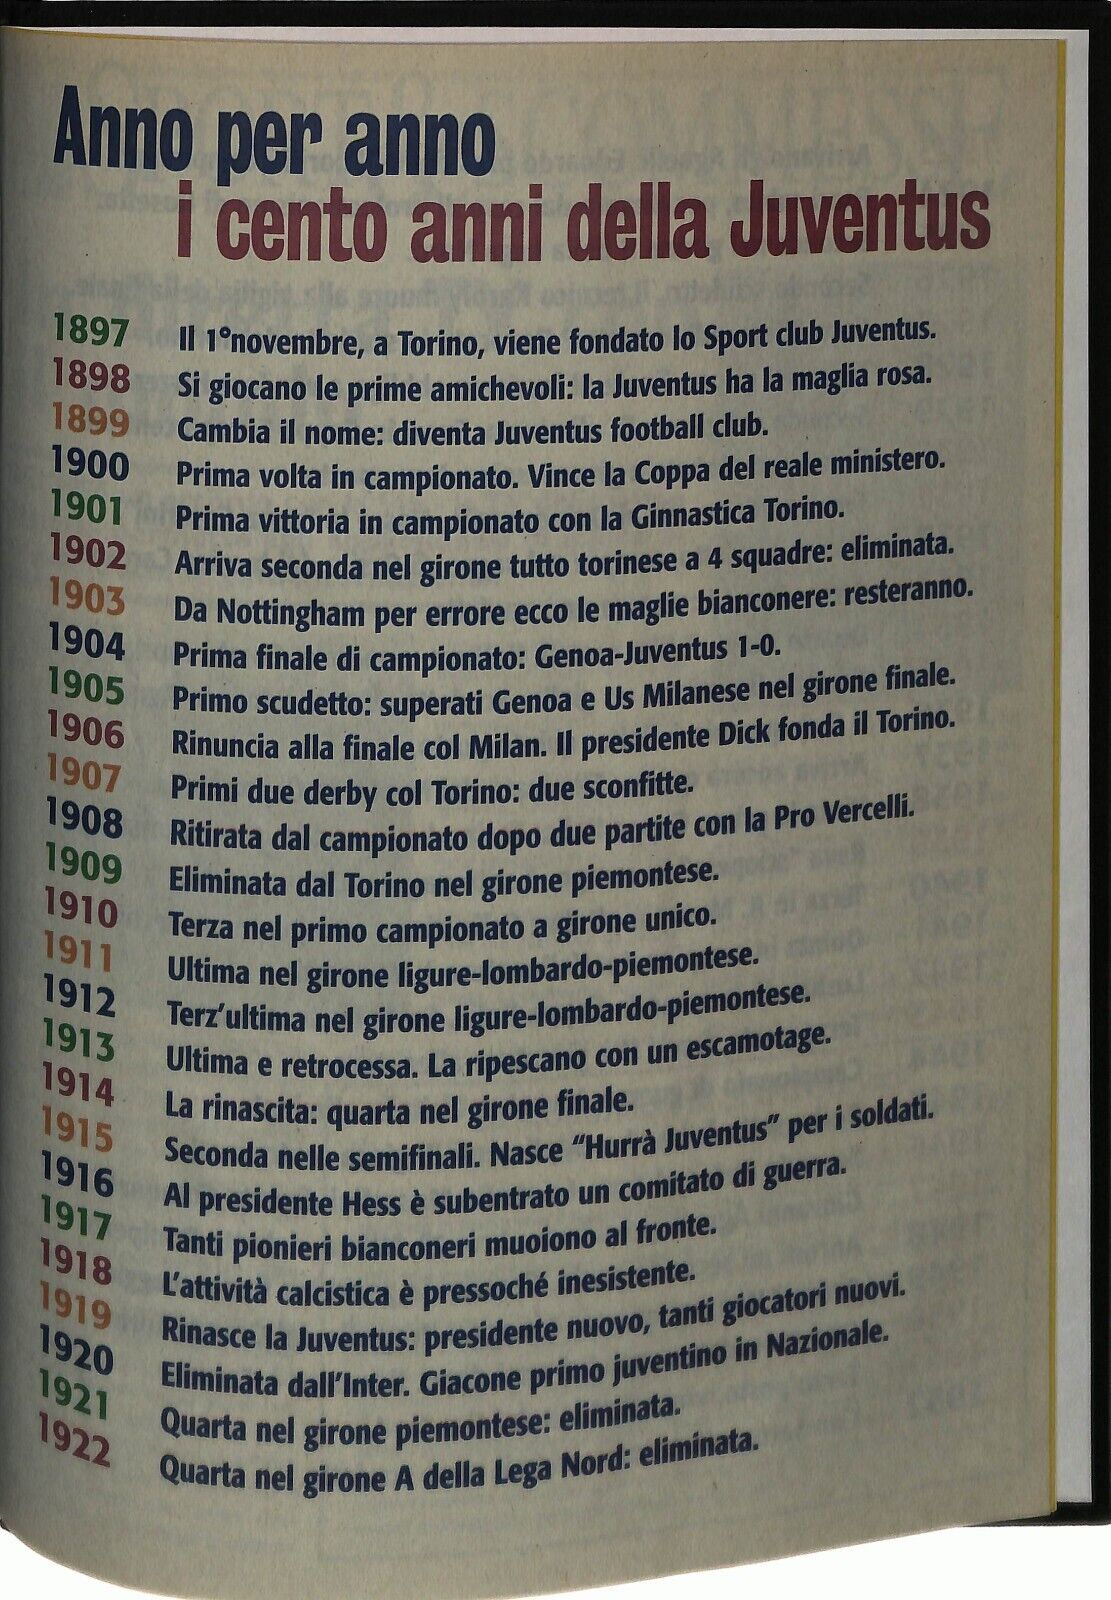 Anno per anno
i cento anni della Juventus
1897 Il 1°novembre, a Torino, viene fondato lo Sport club Juventus.
1898 Si giocano le prime amichevoli: la Juventus ha la maglia rosa.
1899 Cambia il nome: diventa Juventus football club.
1900 Prima volta in campionato. Vince la Coppa del reale ministero.
1901 Prima vittoria in campionato con la Ginnastica Torino.
1902 Arriva seconda nel girone tutto torinese a 4 squadre: eliminata.
1903 Da Nottingham per errore ecco le maglie bianconere: resteranno.
1904 Prima finale di campionato: Genoa-Juventus 1-0.
1905 Primo scudetto: superati Genoa e Us Milanese nel girone finale.
1906 Rinuncia alla finale col Milan. Il presidente Dick fonda il Torino.
1907 Primi due derby col Torino: due sconfitte.
1908 Ritirata dal campionato dopo due partite con la Pro Vercelli.
1909 Eliminata dal Torino nel girone piemontese.
1910 Terza nel primo campionato a girone unico.
1911 Ultima nel girone ligure-lombardo-piemontese.
1912 Terz'ultima nel girone ligure-lombardo-piemontese.
1913 Ultima e retrocessa. La ripescano con un escamotage.
1914 La rinascita: quarta nel girone finale.
1915 Seconda nelle semifinali. Nasce "Hurrà Juventus" per i soldati.
1916 Al presidente Hess è subentrato un comitato di guerra.
1917 Tanti pionieri bianconeri muoiono al fronte.
1918 L'attività calcistica è pressoché inesistente.
1919 Rinasce la Juventus: presidente nuovo, tanti giocatori nuovi.
1920 Eliminata dall'Inter. Giacone primo juventino in Nazionale.
1921 Quarta nel girone piemontese: eliminata.
1922 Quarta nel girone A della Lega Nord: eliminata.